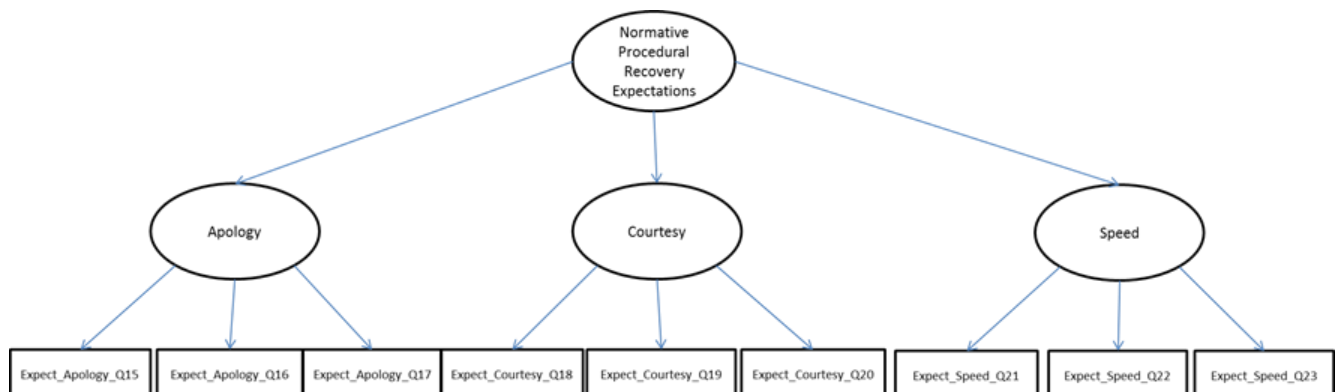 Normative
Procedural
Recovery
Expectations
Apology
Courtesy
Speed
Expect_Apology_Q15
Expect_Apology_Q16
Expect_Apology_Q17
Expect_Courtesy_Q18
Expect_Courtesy_Q19
Expect_Courtesy_Q20
Expect_Speed_Q21
Expect_Speed_Q22
Expect_Speed_Q23